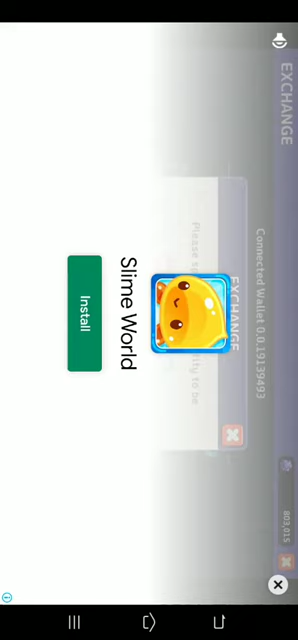 EXCHANGE
803,015
Connected Wallet 0.0.19139493
EXCHANGE
Slime World
Install